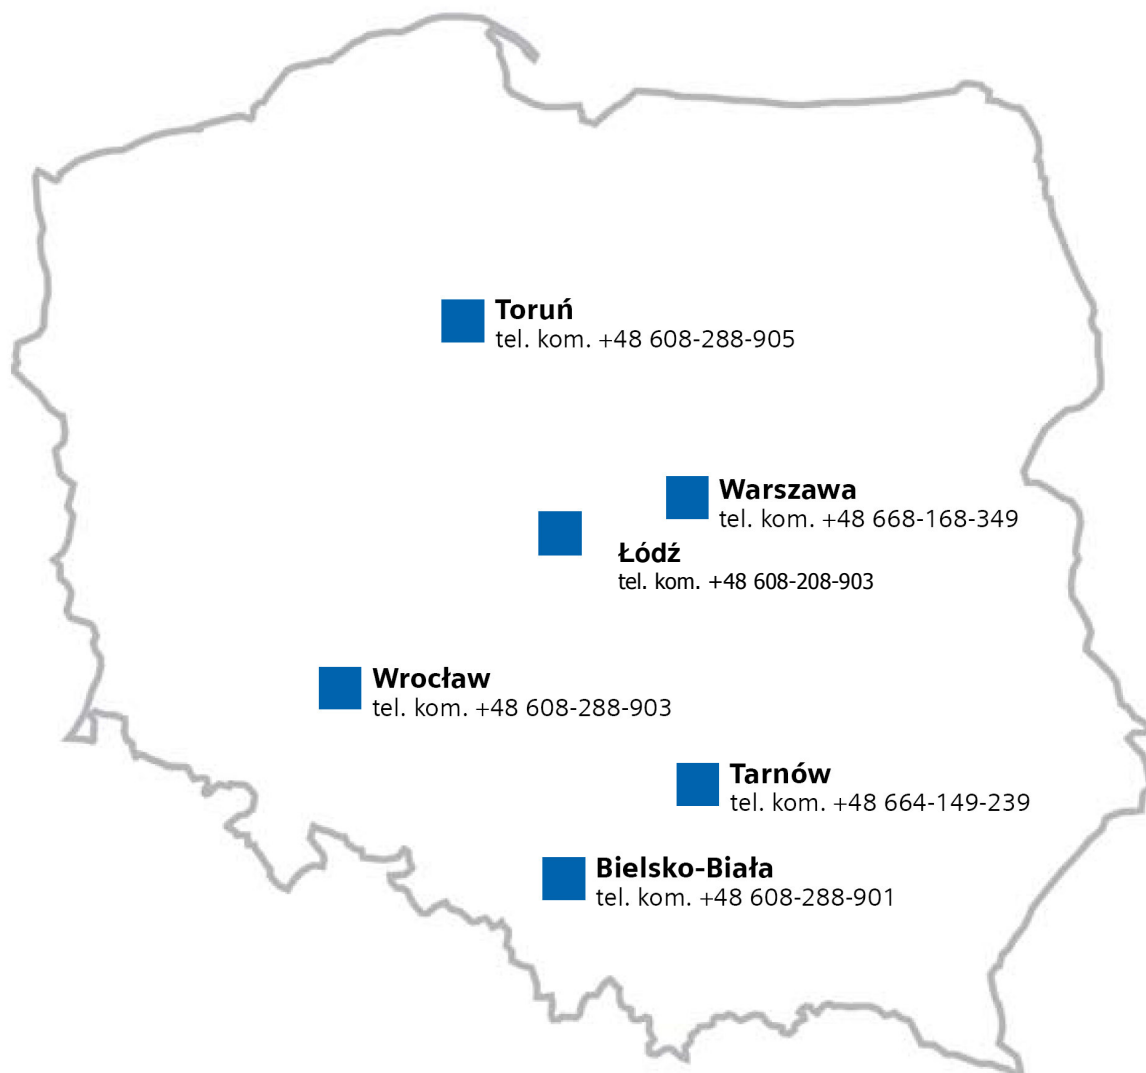 Toruń
tel. kom. +48 608-288-905
Warszawa
tel. kom. +48 668-168-349
Łódź
tel. kom. +48 608-208-903
Wrocław
tel. kom. +48 608-288-903
Tarnów
tel. kom. +48 664-149-239
Bielsko-Biała
tel. kom. +48 608-288-901